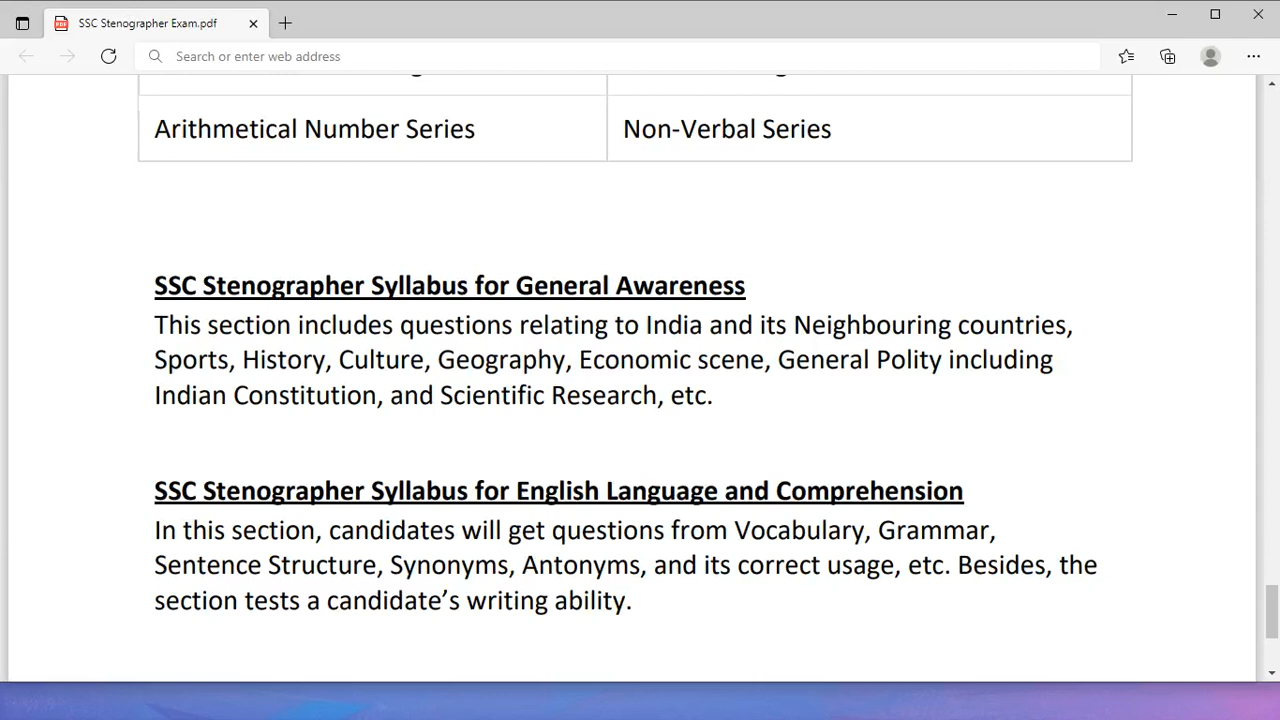 SSC Stenographer Exam.pdf
Search or enter web address
Arithmetical Number Series
Non-Verbal Series
SSC Stenographer Syllabus for General Awareness
This section includes questions relating to India and its Neighbouring countries,
Sports, History, Culture, Geography, Economic scene, General Polity including
Indian Constitution, and Scientific Research, etc.
SSC Stenographer Syllabus for English Language and Comprehension
In this section, candidates will get questions from Vocabulary, Grammar,
Sentence Structure, Synonyms, Antonyms, and its correct usage, etc. Besides, the
section tests a candidate’s writing ability.